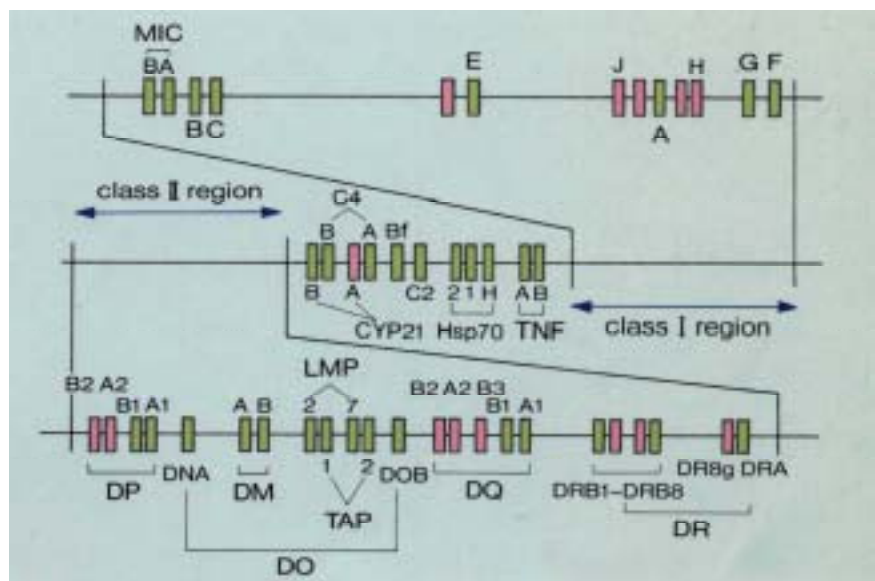 MIC
BA E J H G F
B C A
class Ⅱ region
C4
B A Bf
B A C2 2 1 H A B
CYP21 Hsp70 TNF
class Ⅰ region
LMP
B2 A2 B2 A2 B3
B1 A1 A B 2 7 B1 A1
DNA 1 2 DOB DR8g DRA
DP DM TAP DQ DRB1-DRB8
DR
DO